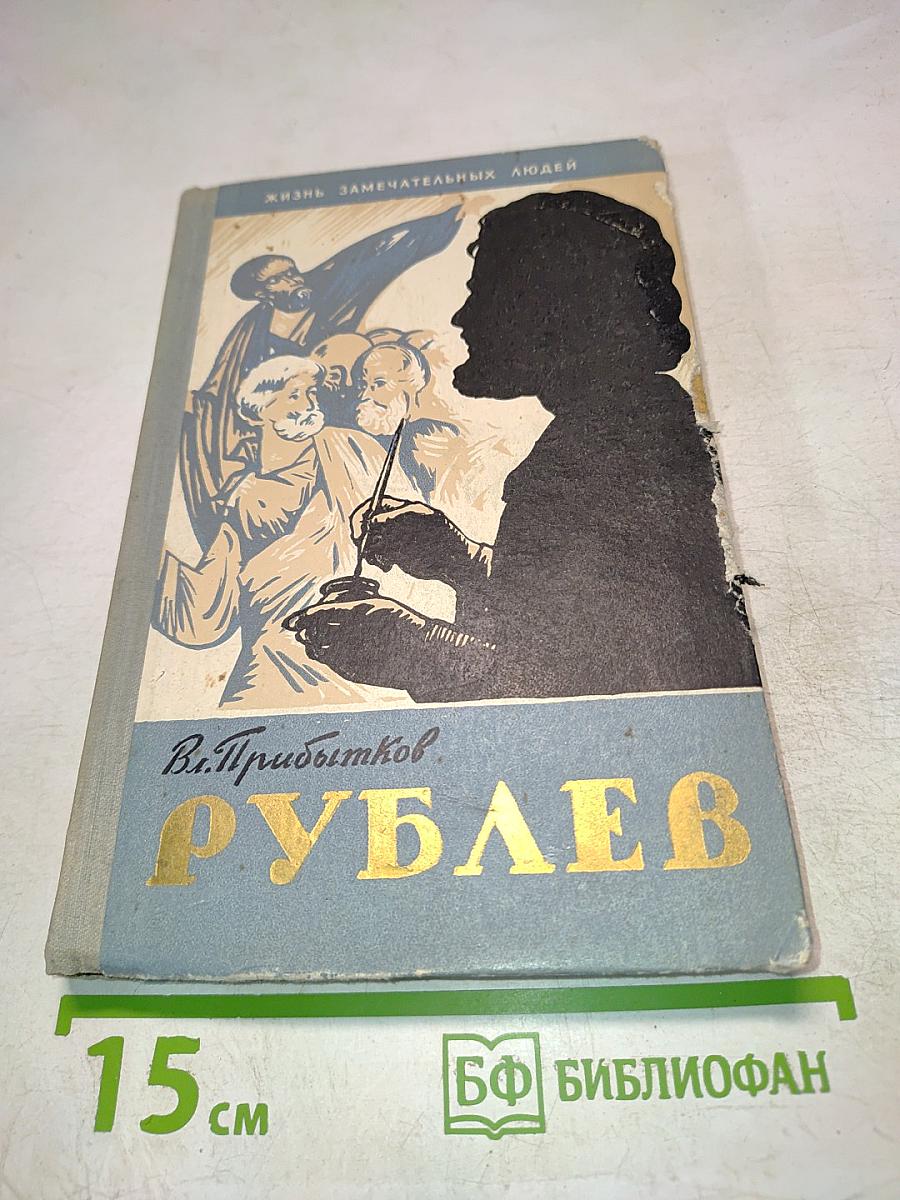 ЖИЗНЬ ЗАМЕЧАТЕЛЬНЫХ ЛЮДЕЙ
Вл. Прибытков
РУБЛЕВ
15 см
БФ БИБЛИОФАН